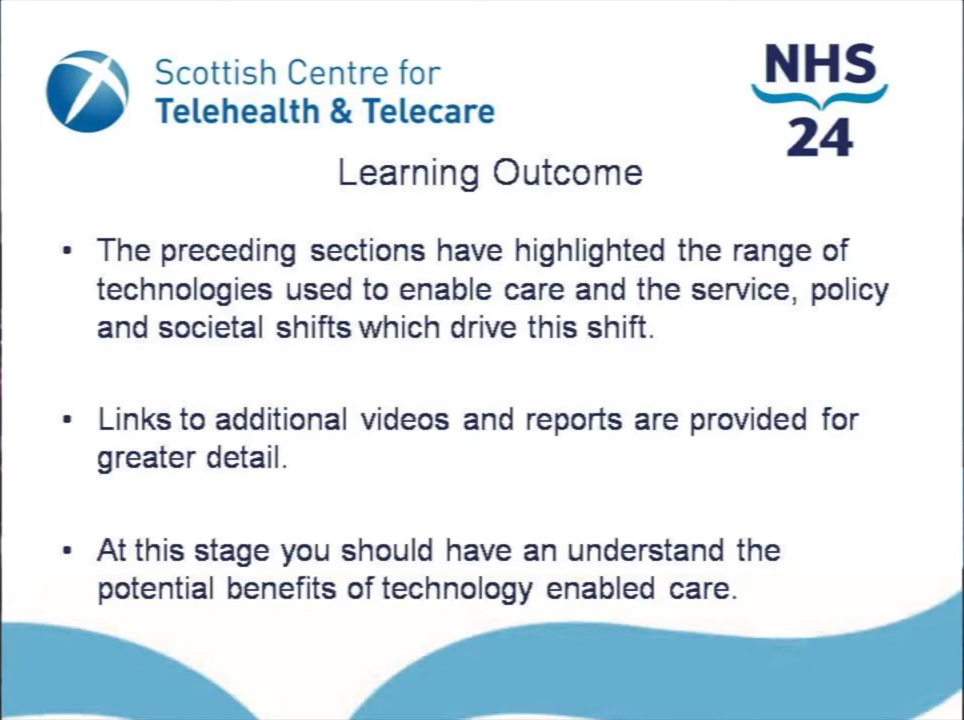 Scottish Centre for
Telehealth & Telecare
NHS
24
Learning Outcome
▪ The preceding sections have highlighted the range of
technologies used to enable care and the service, policy
and societal shifts which drive this shift.
▪ Links to additional videos and reports are provided for
greater detail.
▪ At this stage you should have an understand the
potential benefits of technology enabled care.